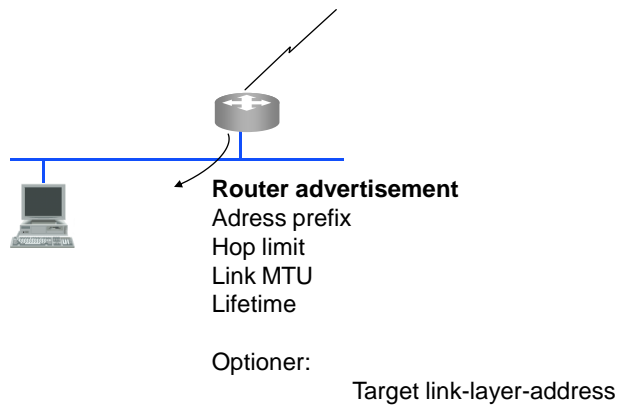 Router advertisement
Adress prefix
Hop limit
Link MTU
Lifetime
Optioner:
Target link-layer-address